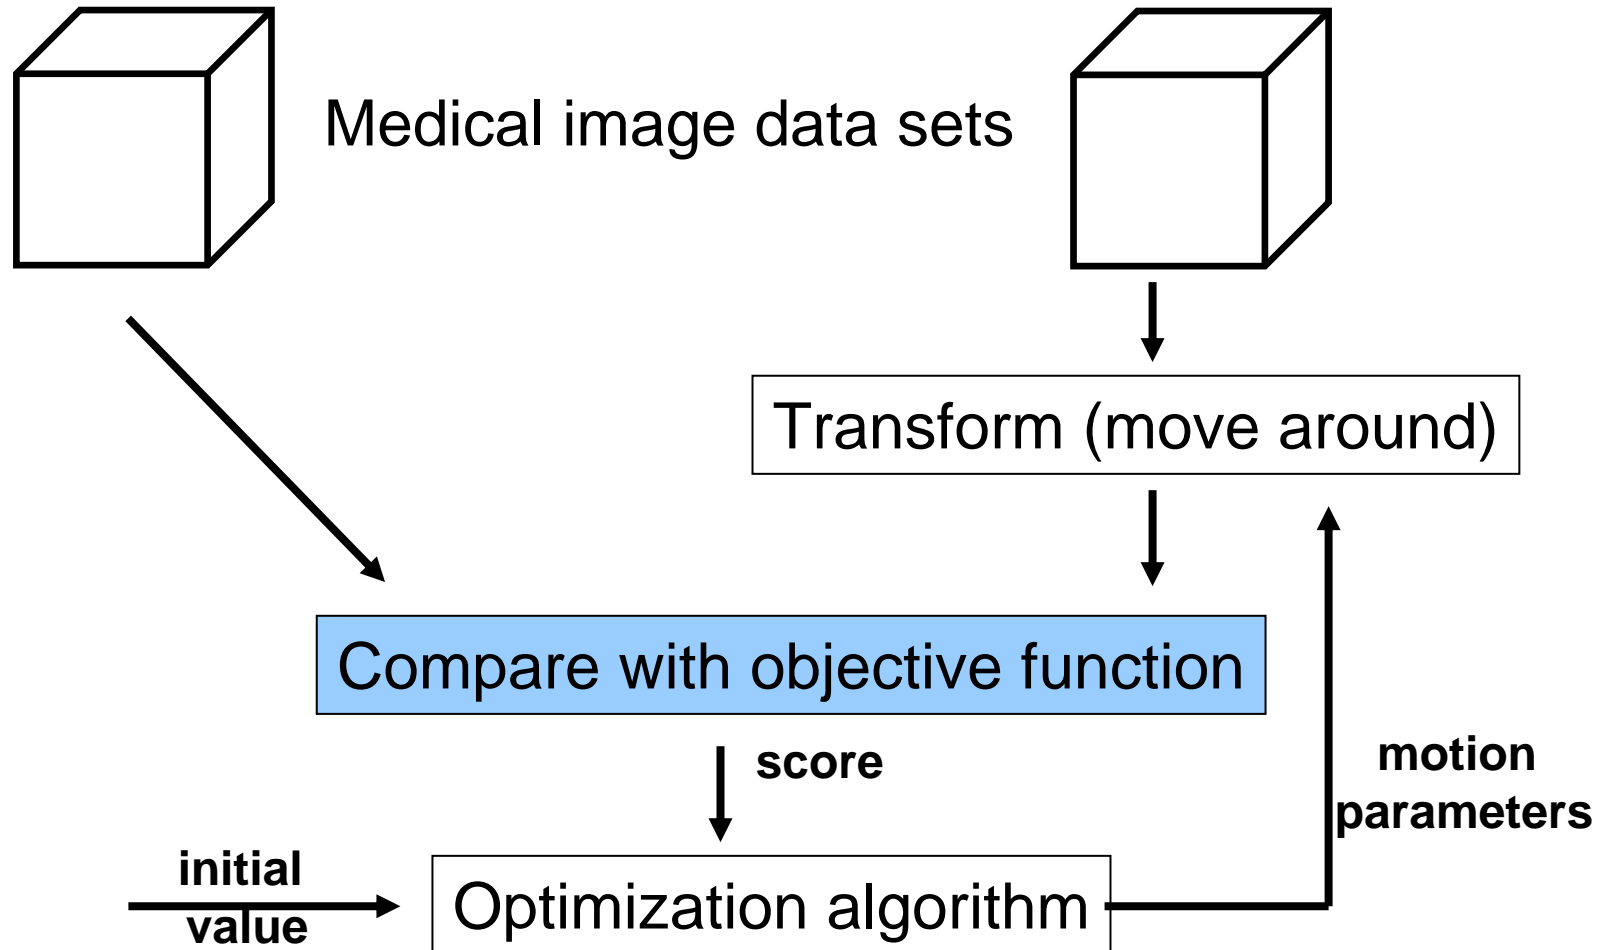 Medical image data sets
Transform (move around)
Compare with objective function
score
motion
parameters
initial
value
Optimization algorithm